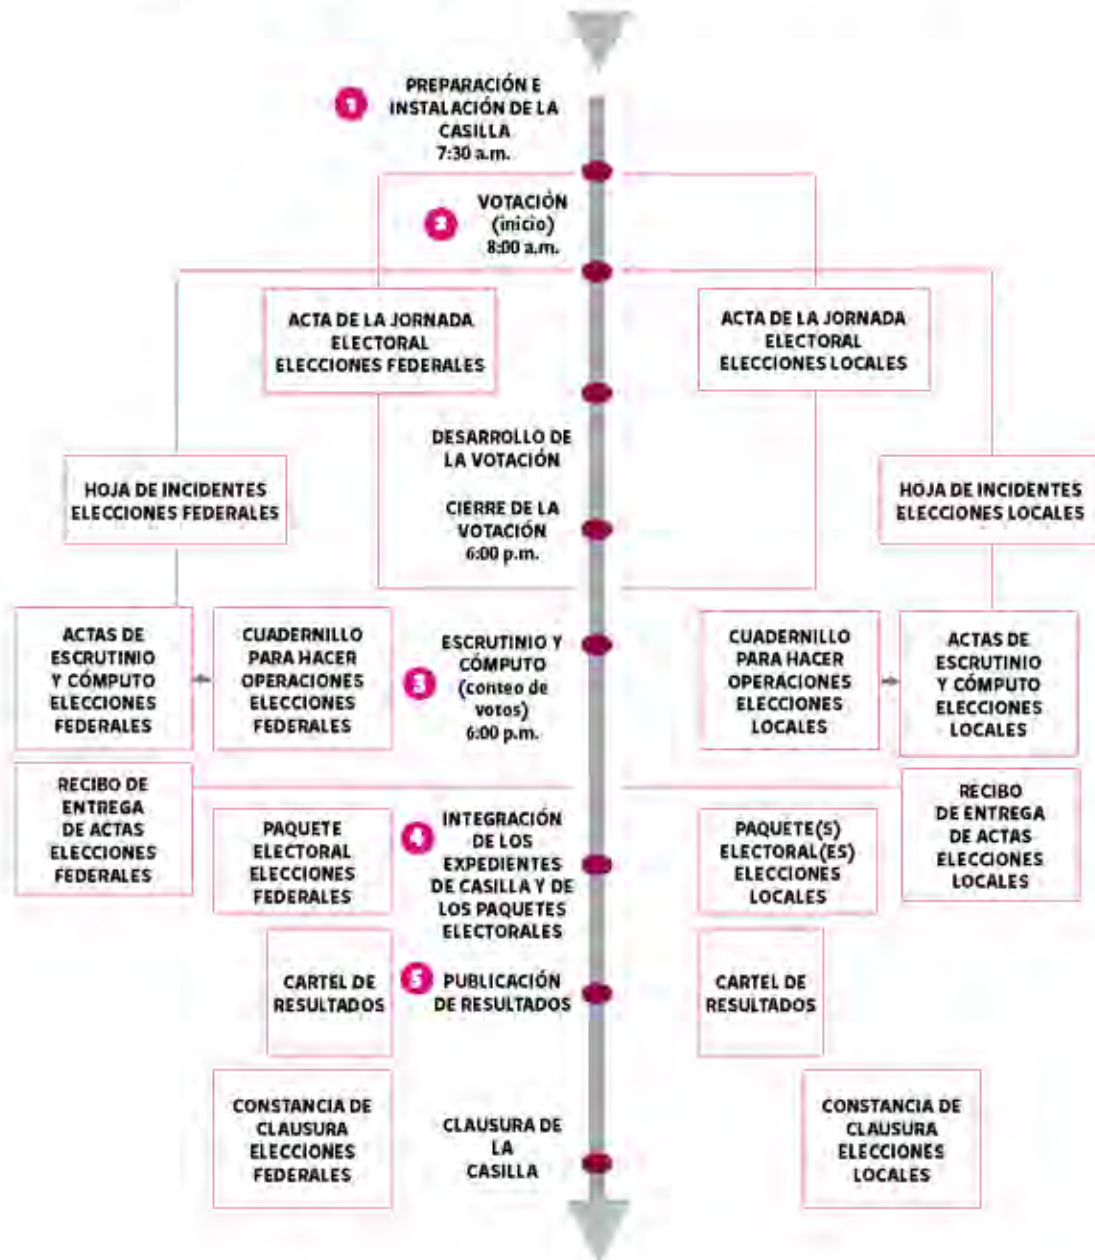 1
PREPARACIÓN E
INSTALACIÓN DE LA
CASILLA
7:30 a.m.
2
VOTACIÓN
(inicio)
8:00 a.m.
ACTA DE LA JORNADA
ELECTORAL
ELECCIONES FEDERALES
ACTA DE LA JORNADA
ELECTORAL
ELECCIONES LOCALES
DESARROLLO DE
LA VOTACIÓN
HOJA DE INCIDENTES
ELECCIONES FEDERALES
CIERRE DE LA
VOTACIÓN
6:00 p.m.
HOJA DE INCIDENTES
ELECCIONES LOCALES
ACTAS DE
ESCRUTINIO
Y CÓMPUTO
ELECCIONES
FEDERALES
CUADERNILLO
PARA HACER
OPERACIONES
ELECCIONES
FEDERALES
3
ESCRUTINIO Y
CÓMPUTO
(conteo de
votos)
6:00 p.m.
CUADERNILLO
PARA HACER
OPERACIONES
ELECCIONES
LOCALES
ACTAS DE
ESCRUTINIO
Y CÓMPUTO
ELECCIONES
LOCALES
RECIBO DE
ENTREGA
DE ACTAS
ELECCIONES
FEDERALES
PAQUETE
ELECTORAL
ELECCIONES
FEDERALES
4
INTEGRACIÓN
DE LOS
EXPEDIENTES
DE CASILLA Y DE
LOS PAQUETES
ELECTORALES
PAQUETE(S)
ELECTORAL(ES)
ELECCIONES
LOCALES
RECIBO
DE ENTREGA
DE ACTAS
ELECCIONES
LOCALES
CARTEL DE
RESULTADOS
5
PUBLICACIÓN
DE RESULTADOS
CARTEL DE
RESULTADOS
CONSTANCIA DE
CLAUSURA
ELECCIONES
FEDERALES
CLAUSURA DE
LA
CASILLA
CONSTANCIA DE
CLAUSURA
ELECCIONES
LOCALES